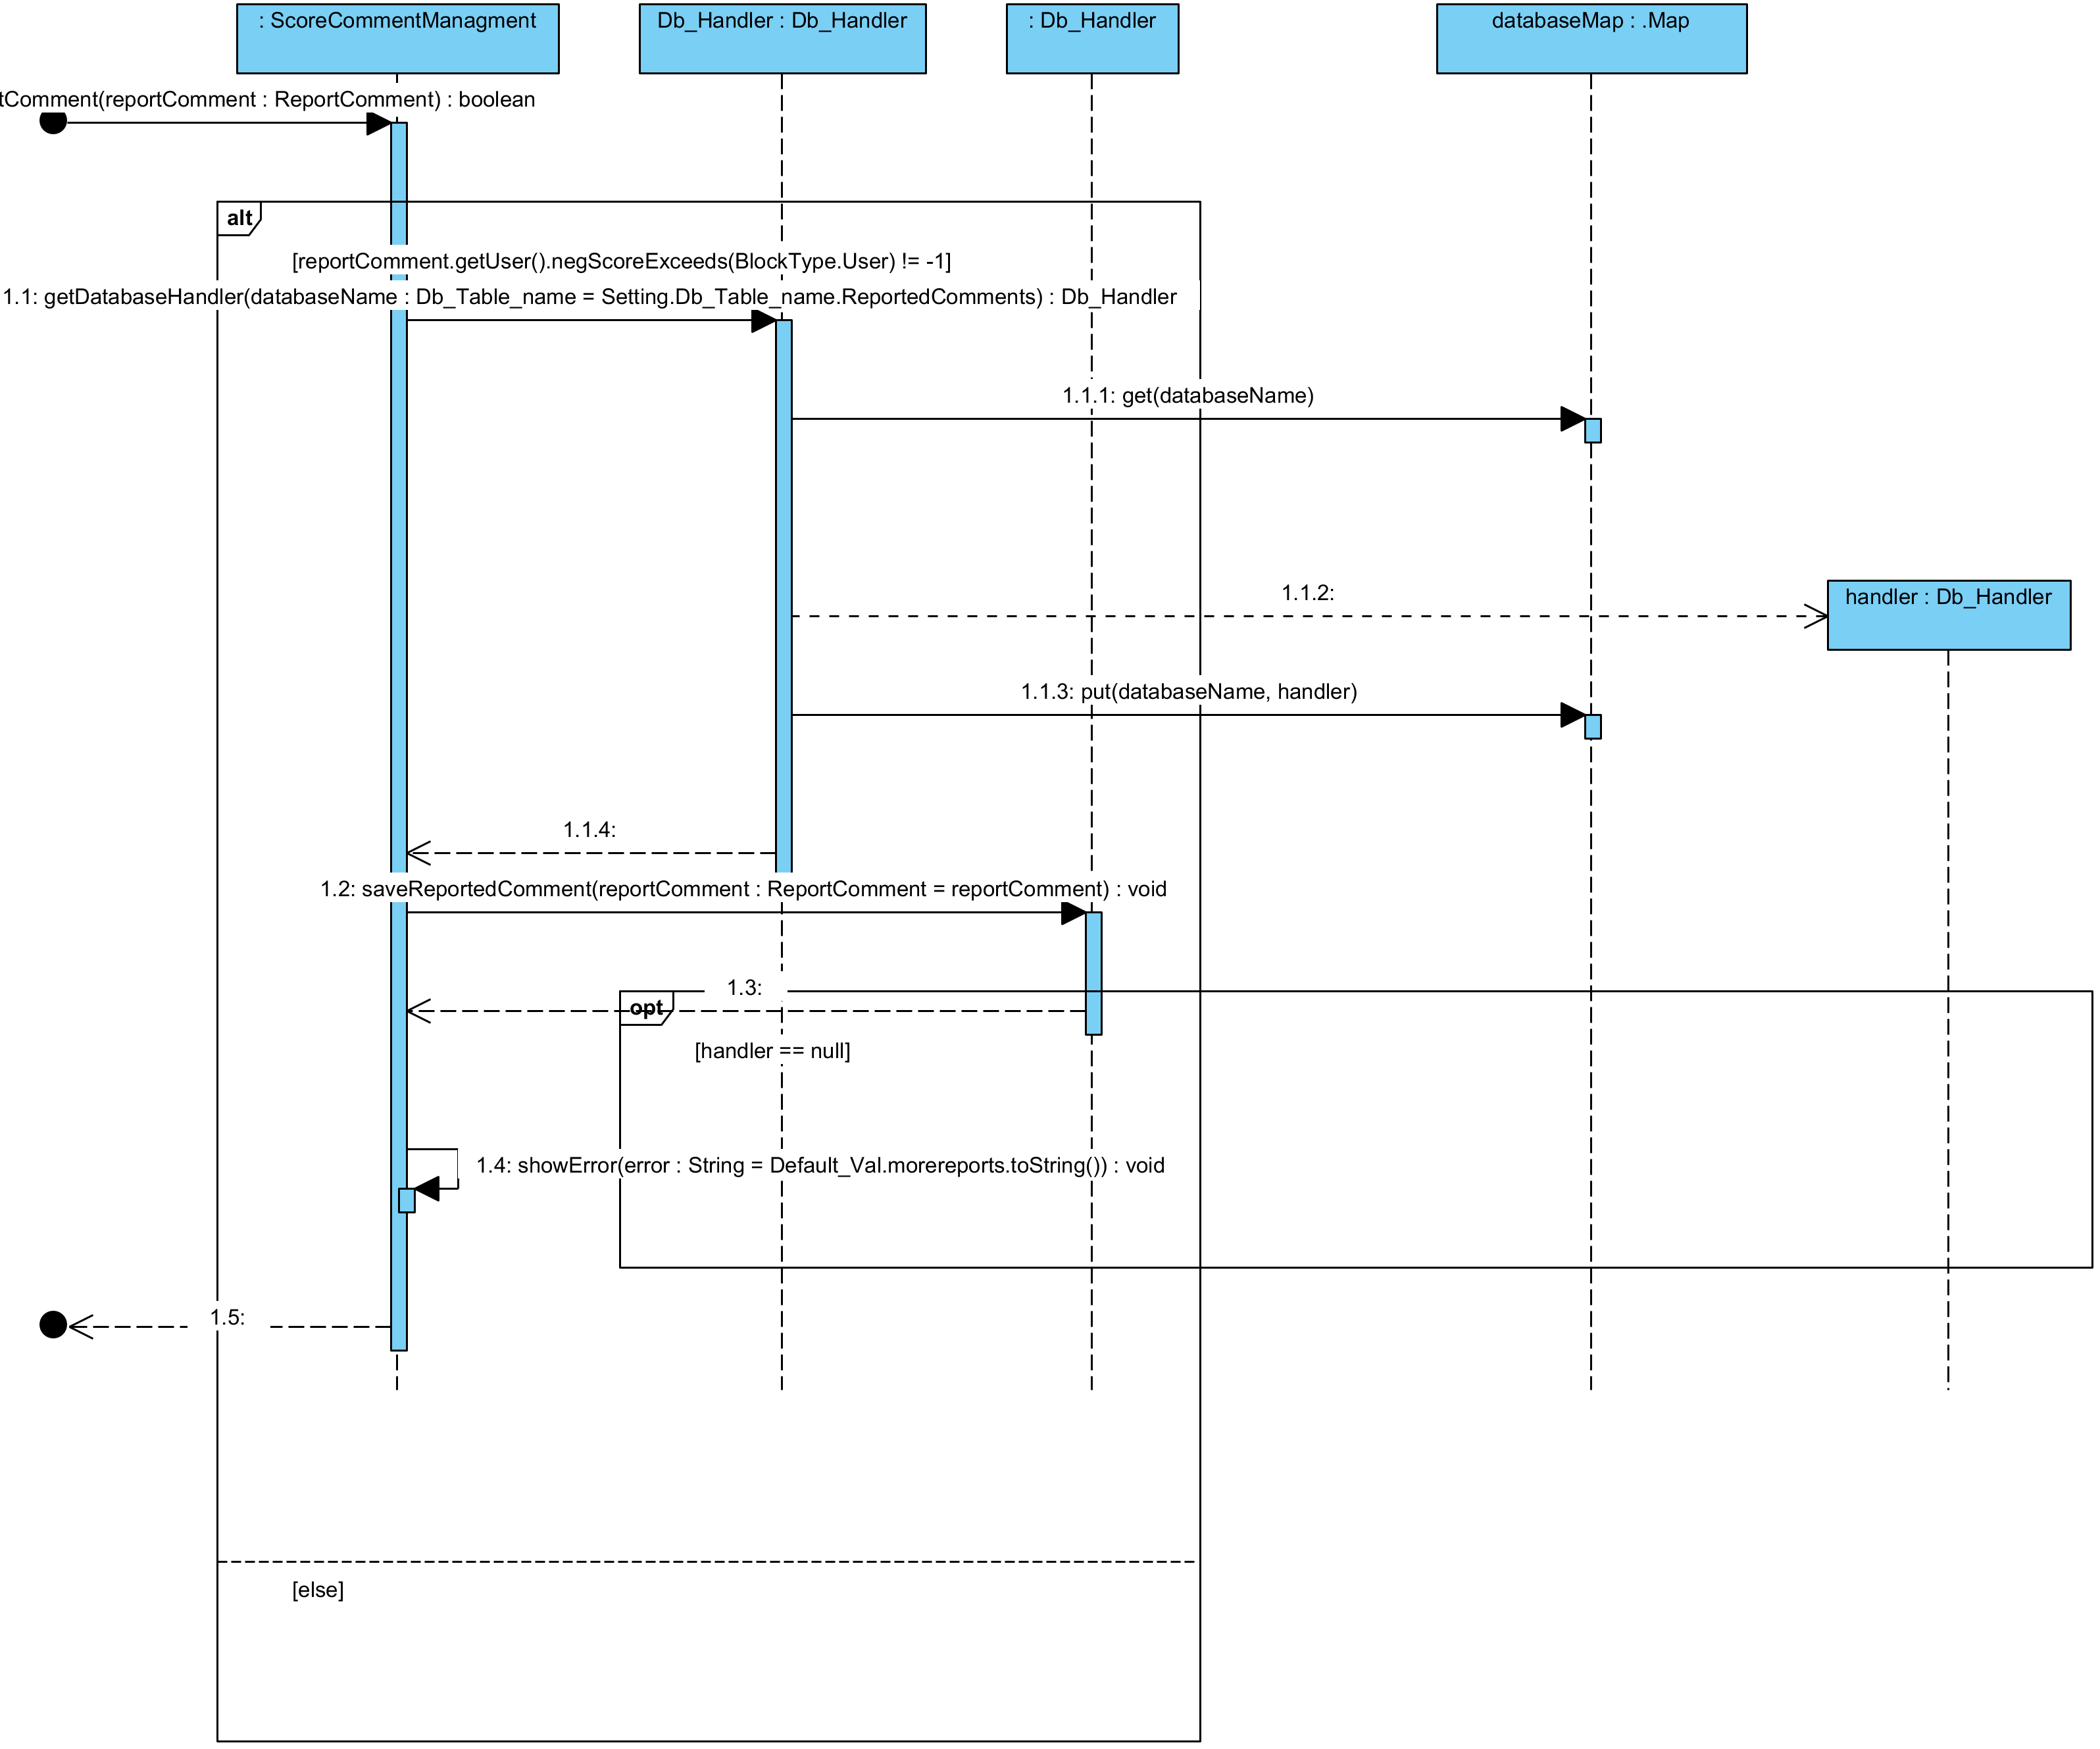 : ScoreCommentManagment
Db_Handler : Db_Handler
: Db_Handler
databaseMap : .Map
tComment(reportComment : ReportComment) : boolean
alt
[reportComment.getUser().negScoreExceeds(BlockType.User) != -1]
1.1: getDatabaseHandler(databaseName : Db_Table_name = Setting.Db_Table_name.ReportedComments) : Db_Handler
1.1.1: get(databaseName)
1.1.2:
handler : Db_Handler
1.1.3: put(databaseName, handler)
1.1.4:
1.2: saveReportedComment(reportComment : ReportComment = reportComment) : void
1.3:
opt
[handler == null]
1.4: showError(error : String = Default_Val.morereports.toString()) : void
1.5:
[else]